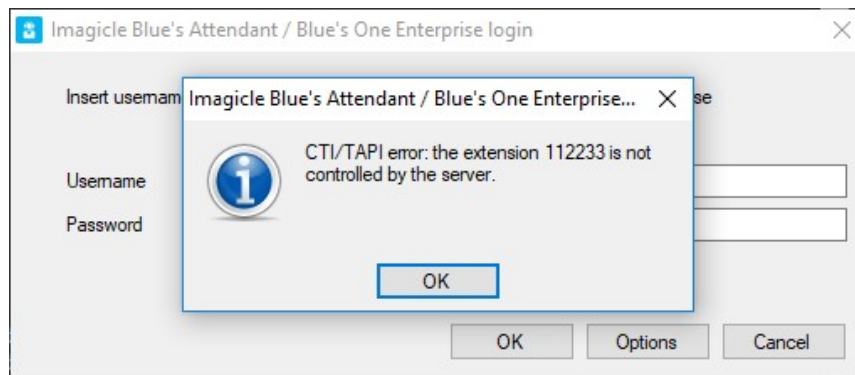 Imagicle Blue's Attendant / Blue's One Enterprise login
Insert usernam
se
Imagicle Blue's Attendant / Blue's One Enterprise...
CTI/TAPI error: the extension 112233 is not
controlled by the server.
Username
Password
OK
OK
Options
Cancel